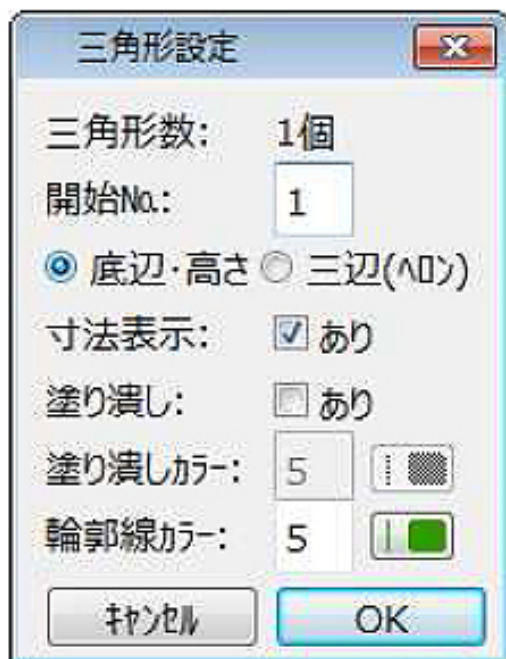 三角形設定
三角形数: 1個
開始№.: 1
底辺・高さ 三辺(ﾍﾛﾝ)
寸法表示: あり
塗り潰し: あり
塗り潰しｶﾗｰ: 5
輪郭線ｶﾗｰ: 5
ｷｬﾝｾﾙ OK